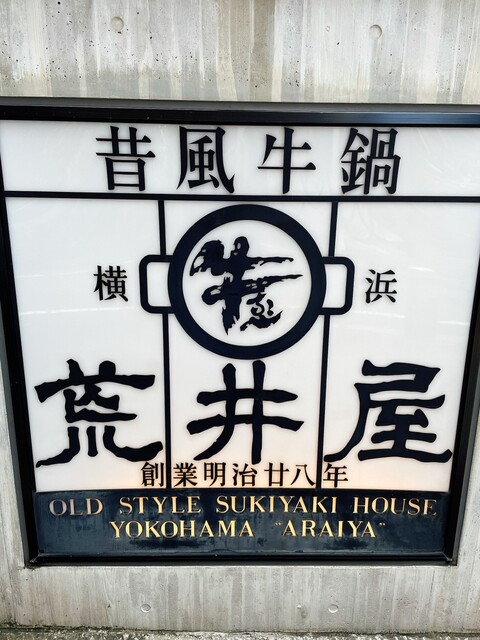 昔風牛鍋
横浜
荒井屋
創業明治廿八年
OLD STYLE SUKIYAKI HOUSE
YOKOHAMA "ARAIYA"